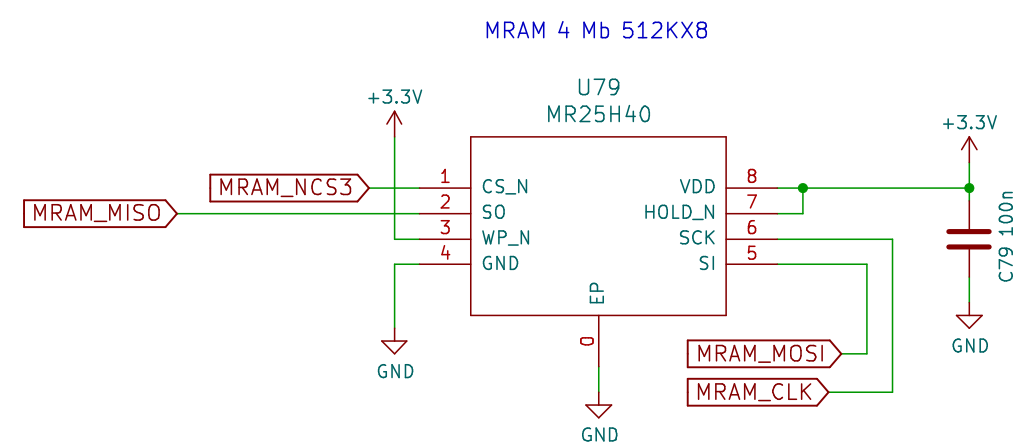 MRAM 4 Mb 512KX8
U79
MR25H40
+3.3V
+3.3V
MRAM_NCS3
MRAM_MISO
1
2
3
4
CS_N
SO
WP_N
GND
VDD
HOLD_N
SCK
SI
8
7
6
5
EP
0
C79 100n
GND
GND
MRAM_MOSI
MRAM_CLK
GND